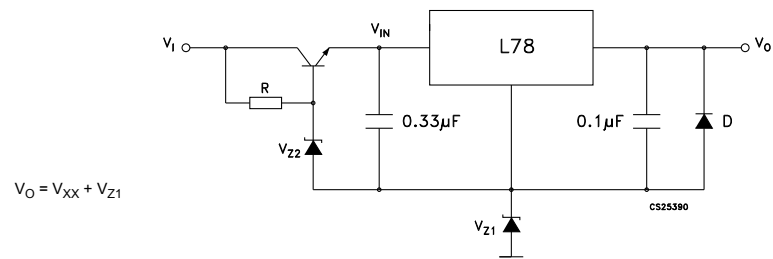 V_IN
V_I
L78
V_O
R
0.33µF
0.1µF
D
V_Z2
V_O = V_XX + V_Z1
CS25390
V_Z1